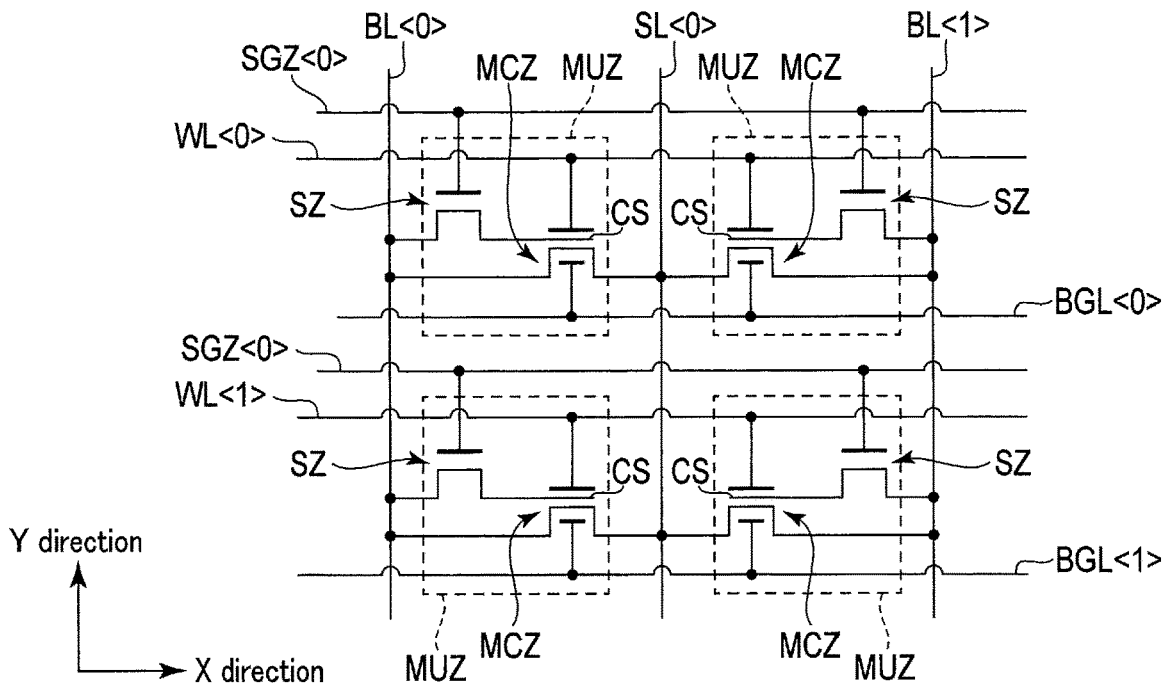 BL<0>
SL<0>
BL<1>
SGZ<0>
MCZ
MUZ
MUZ
MCZ
WL<0>
SZ
CS
CS
SZ
BGL<0>
SGZ<0>
WL<1>
SZ
CS
CS
SZ
Y direction
BGL<1>
MUZ
MCZ
MCZ
MUZ
X direction